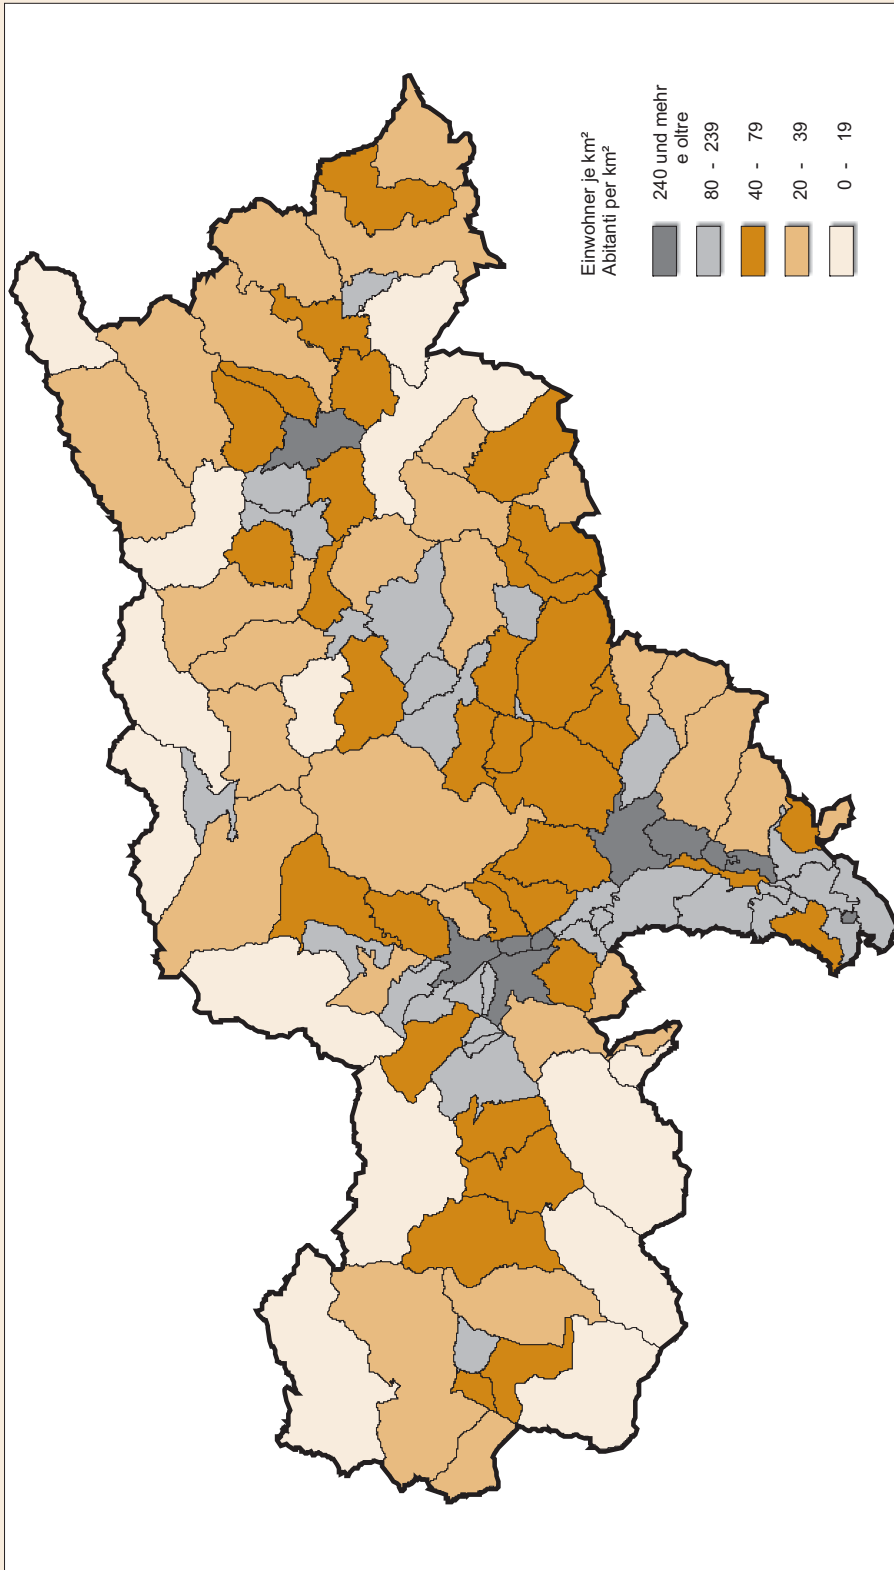 Einwohner je km²
Abitanti per km²
240 und mehr
e oltre
80 - 239
40 - 79
20 - 39
0 - 19